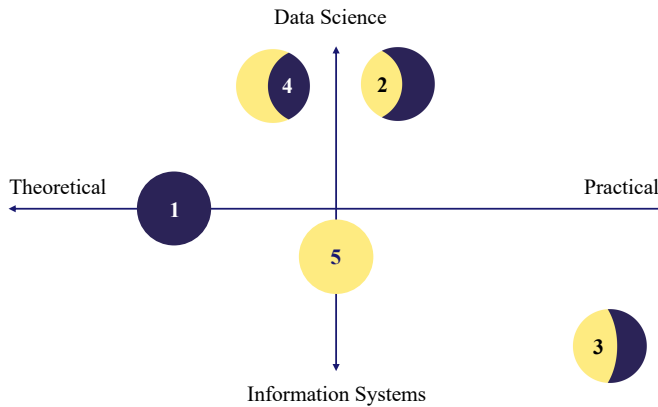 Data Science
4
2
Theoretical
Practical
1
5
3
Information Systems